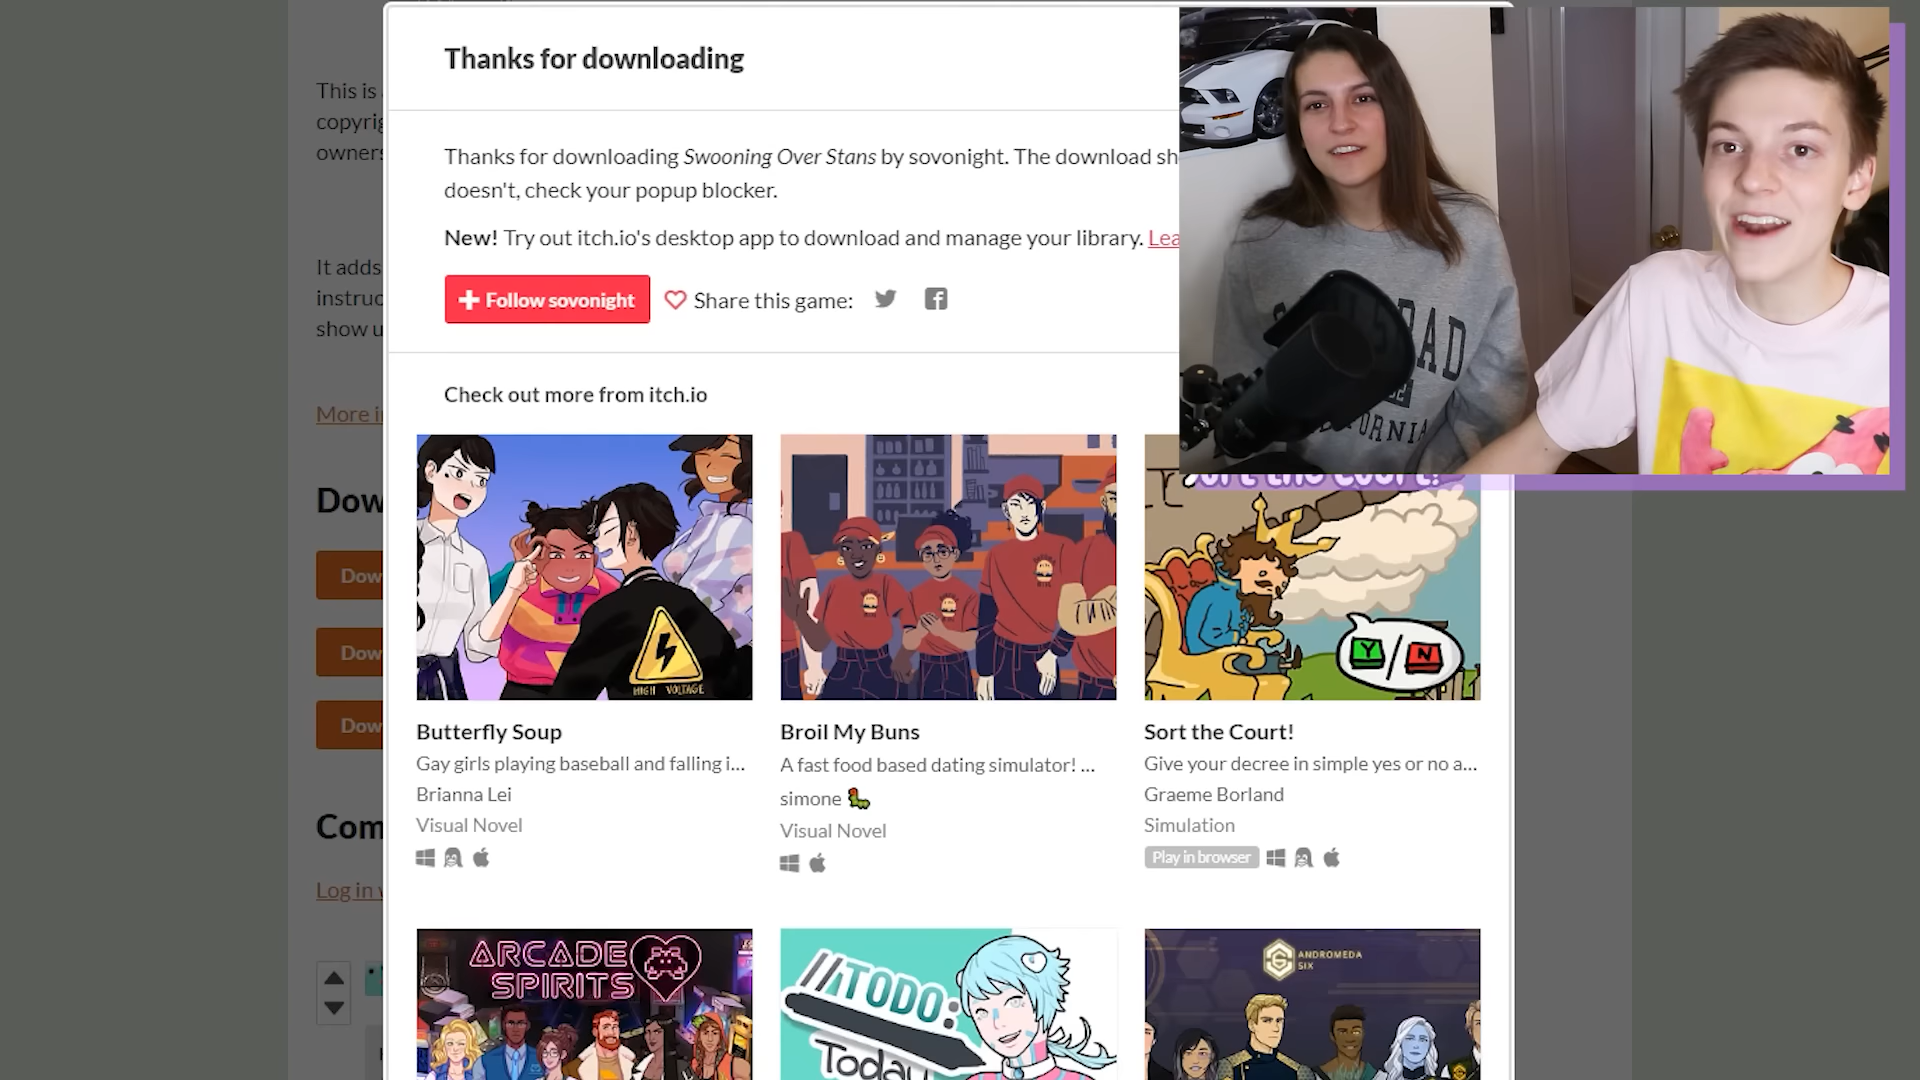 Thanks for downloading
This is
copyrig
owners
Thanks for downloading Swooning Over Stans by sovonight. The download sh
doesn't, check your popup blocker.
New! Try out itch.io's desktop app to download and manage your library. Lea
It adds
instruc
show u
+ Follow sovonight
Share this game:
More i
Check out more from itch.io
Dow
Dow
Dow
Dow
HIGH VOLTAGE
Y/N
Butterfly Soup
Gay girls playing baseball and falling i...
Brianna Lei
Visual Novel
Broil My Buns
A fast food based dating simulator! ...
simone
Visual Novel
Sort the Court!
Give your decree in simple yes or no a...
Graeme Borland
Simulation
Play in browser
Com
Log in
ARCADE
SPIRITS
//TODO:
Today
ANDROMEDA
SIX